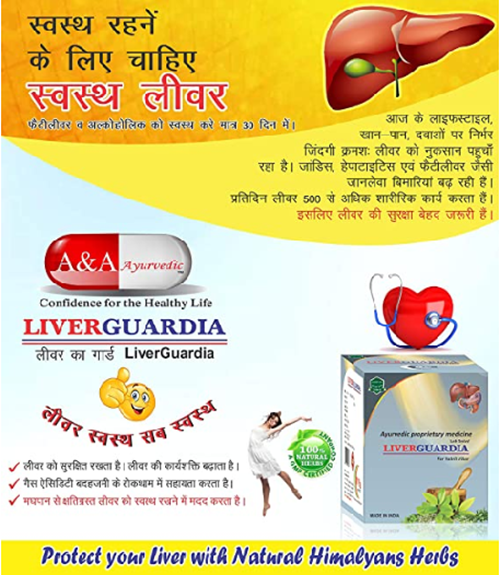 स्वस्थ रहनें
के लिए चाहिए
स्वस्थ लीवर
फैटीलीवर व अल्कोहोलिक को स्वस्थ करे मात्र 30 दिन में।
आज के लाइफस्टाइल,
खान-पान, दवाओं पर निर्भर
जिंदगी क्रमशः लीवर को नुकसान पहुचाँ
रहा है। जांडिस, हेपाटाइटिस एवं फैटीलीवर जैसी
जानलेवा बिमारियां बढ़ रही है।
प्रतिदिन लीवर 500 से अधिक शारीरिक कार्य करता हैं।
इसलिए लीवर की सुरक्षा बेहद जरूरी हैं।
A&A Ayurvedic
Confidence for the Healthy Life
LIVERGUARDIA
लीवर का गार्ड LiverGuardia
लीवर स्वस्थ सब स्वस्थ
लीवर को सुरक्षित रखता है। लीवर की कार्यशक्ति बढ़ाता है।
गैस ऐसिडिटी बदहजनी के रोकथाम में सहायता करता है।
मघपान से क्षतिग्रस्त लीवर को स्वस्थ रखने में मदद करता है।
100%
NATURAL
HERBS
LIVERGUARDIA
Ayurvedic proprietary medicine
LIVERGUARDIA
MADE IN INDIA
Protect your Liver with Natural Himalyans Herbs